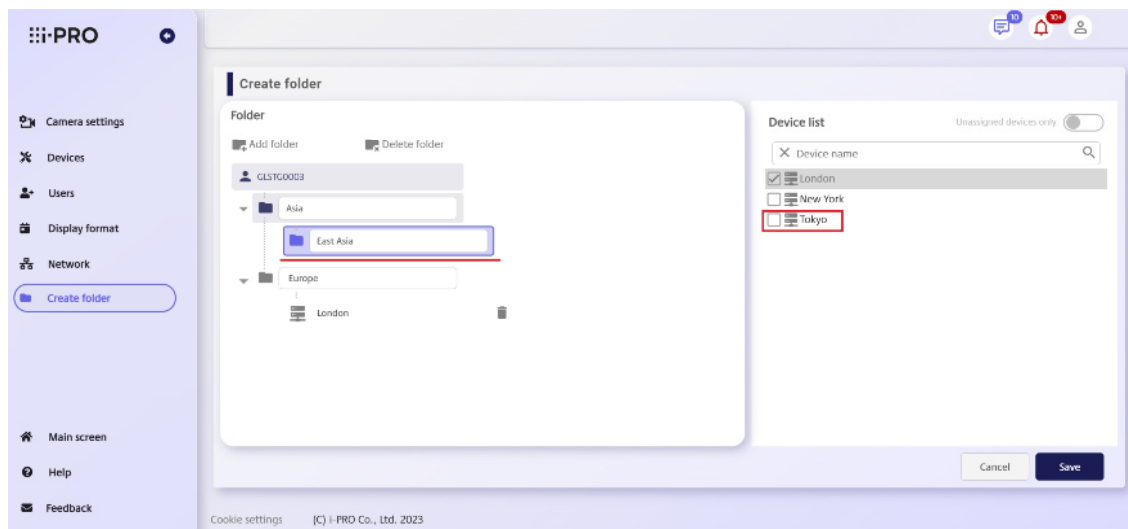 i-PRO
10
10+
Camera settings
Devices
Users
Display format
Network
Create folder
Main screen
Help
Feedback
Create folder
Folder
Add folder
Delete folder
GLSTG0003
Asia
East Asia
Europe
London
Device list
Unassigned devices only
Device name
London
New York
Tokyo
Cancel
Save
Cookie settings
(C) i-PRO Co., Ltd. 2023